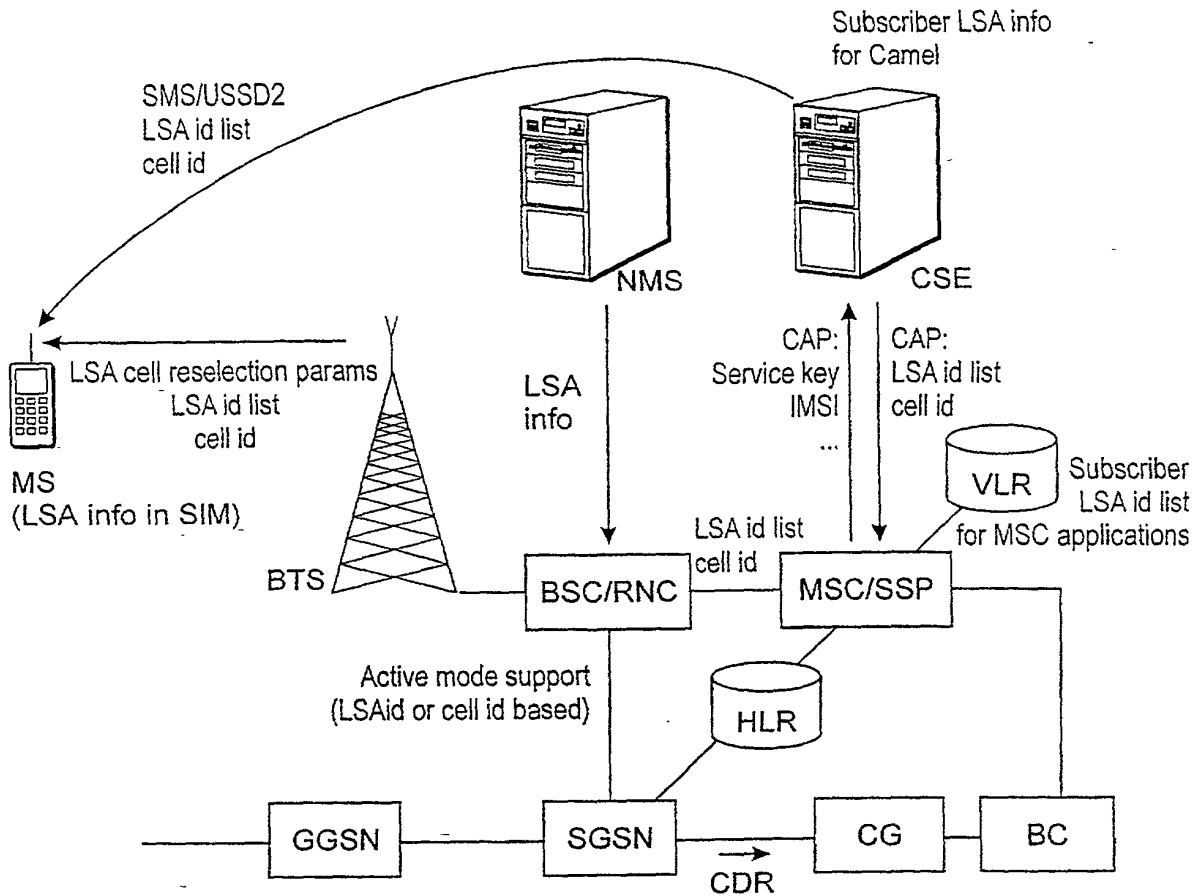 Subscriber LSA info
for Camel
SMS/USSD2
LSA id list
cell id
NMS
CSE
LSA cell reselection params
LSA id list
cell id
LSA
info
CAP:
Service key
IMSI
...
CAP:
LSA id list
cell id
MS
(LSA info in SIM)
VLR
Subscriber
LSA id list
for MSC applications
BTS
BSC/RNC
LSA id list
cell id
MSC/SSP
Active mode support
(LSAid or cell id based)
HLR
GGSN
SGSN
CDR
CG
BC